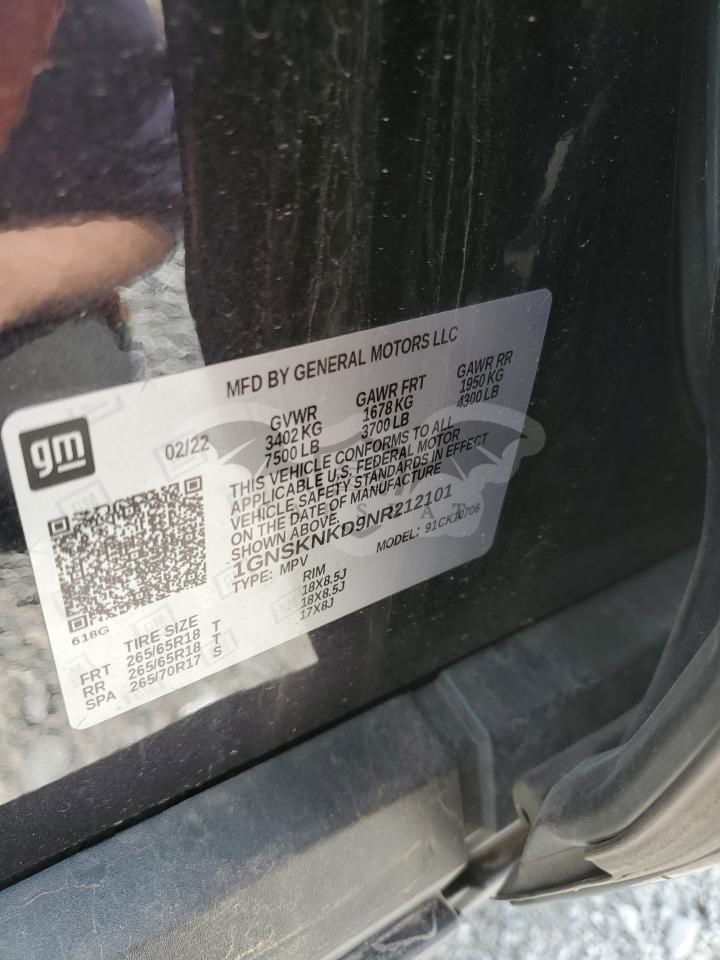 MFD BY GENERAL MOTORS LLC
gm
02/22
GVWR GAWR FRT GAWR RR
3402 KG 1678 KG 1950 KG
7500 LB 3700 LB 4300 LB
THIS VEHICLE CONFORMS TO ALL
APPLICABLE U.S. FEDERAL MOTOR
VEHICLE SAFETY STANDARDS IN EFFECT
ON THE DATE OF MANUFACTURE
SHOWN ABOVE.
1GNSKNKD9NR212101
TYPE: MPV MODEL: 91CK10706
618G
TIRE SIZE RIM
FRT 265/65R18 T 18X8.5J
RR 265/65R18 T 18X8.5J
SPA 265/70R17 S 17X8J